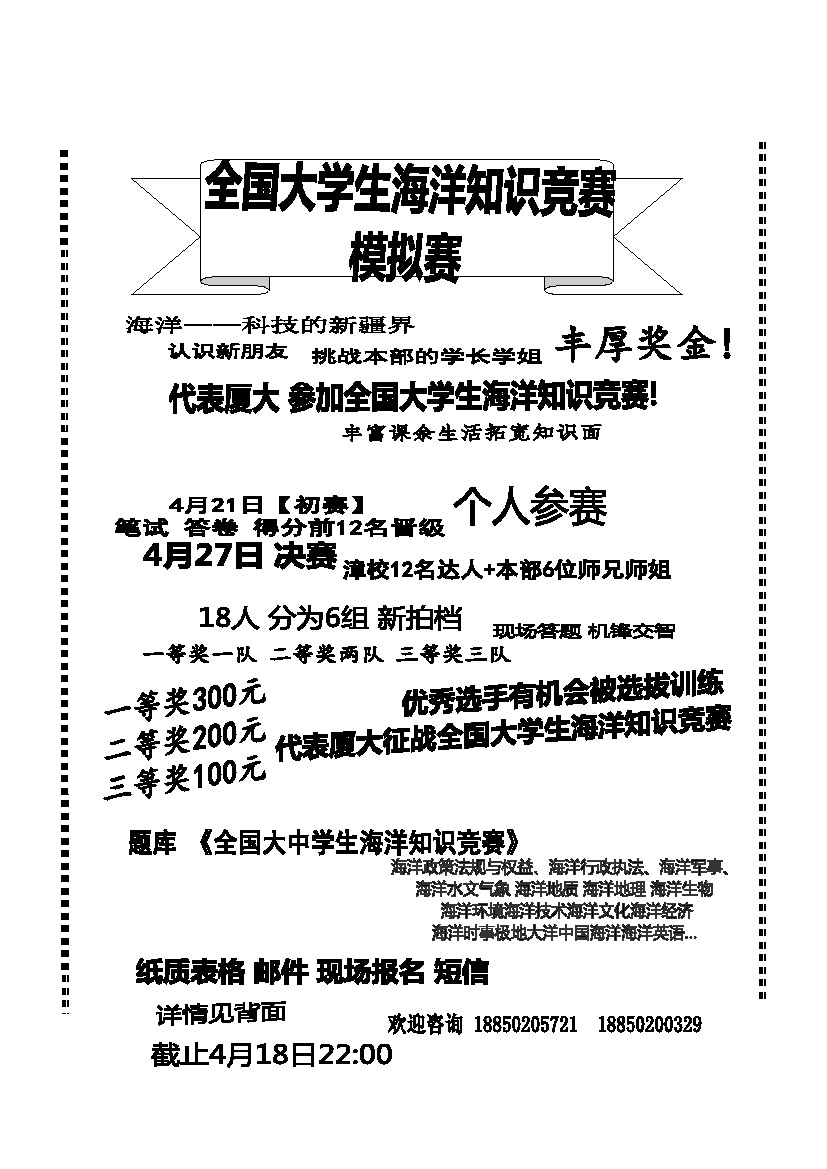 全国大学生海洋知识竞赛
模拟赛
海洋——科技的新疆界
认识新朋友 挑战本部的学长学姐 丰厚奖金!
代表厦大 参加全国大学生海洋知识竞赛!
丰富课余生活拓宽知识面
4月21日【初赛】 个人参赛
笔试 答卷 得分前12名晋级
4月27日 决赛 漳校12名达人+本部6位师兄师姐
18人 分为6组 新拍档 现场答题 机锋交智
一等奖一队 二等奖两队 三等奖三队
一等奖300元
二等奖200元
三等奖100元
优秀选手有机会被选拔训练
代表厦大征战全国大学生海洋知识竞赛
题库 《全国大中学生海洋知识竞赛》
海洋政策法规与权益、海洋行政执法、海洋军事、
海洋水文气象 海洋地质 海洋地理 海洋生物
海洋环境海洋技术海洋文化海洋经济
海洋时事极地大洋中国海洋海洋英语...
纸质表格 邮件 现场报名 短信
详情见背面
欢迎咨询 18850205721 18850200329
截止4月18日22:00